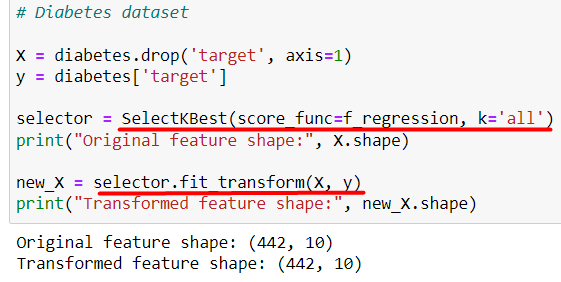 # Diabetes dataset
X = diabetes.drop('target', axis=1)
y = diabetes['target']
selector = SelectKBest(score_func=f_regression, k='all')
print("Original feature shape:", X.shape)
new_X = selector.fit_transform(X, y)
print("Transformed feature shape:", new_X.shape)
Original feature shape: (442, 10)
Transformed feature shape: (442, 10)